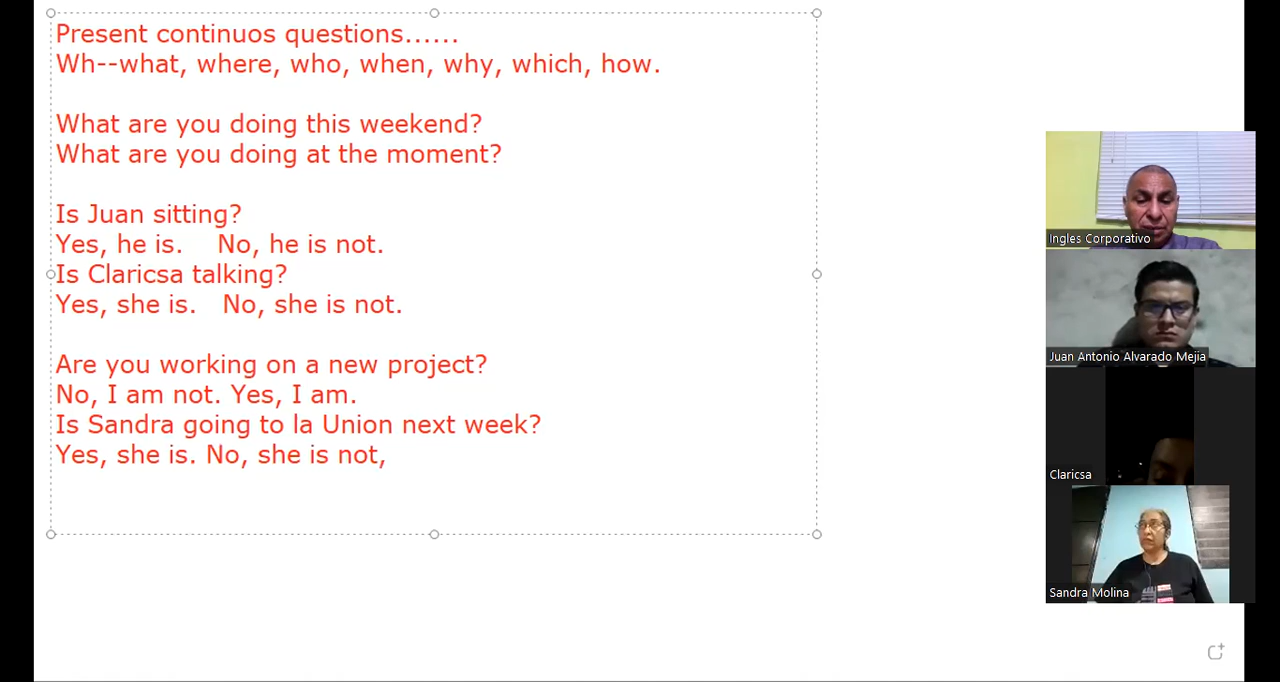 Present continuos questions......
Wh--what, where, who, when, why, which, how.
What are you doing this weekend?
What are you doing at the moment?
Is Juan sitting?
Yes, he is. No, he is not.
Is Claricsa talking?
Yes, she is. No, she is not.
Are you working on a new project?
No, I am not. Yes, I am.
Is Sandra going to la Union next week?
Yes, she is. No, she is not,
Ingles Corporativo
Juan Antonio Alvarado Mejia
Claricsa
Sandra Molina